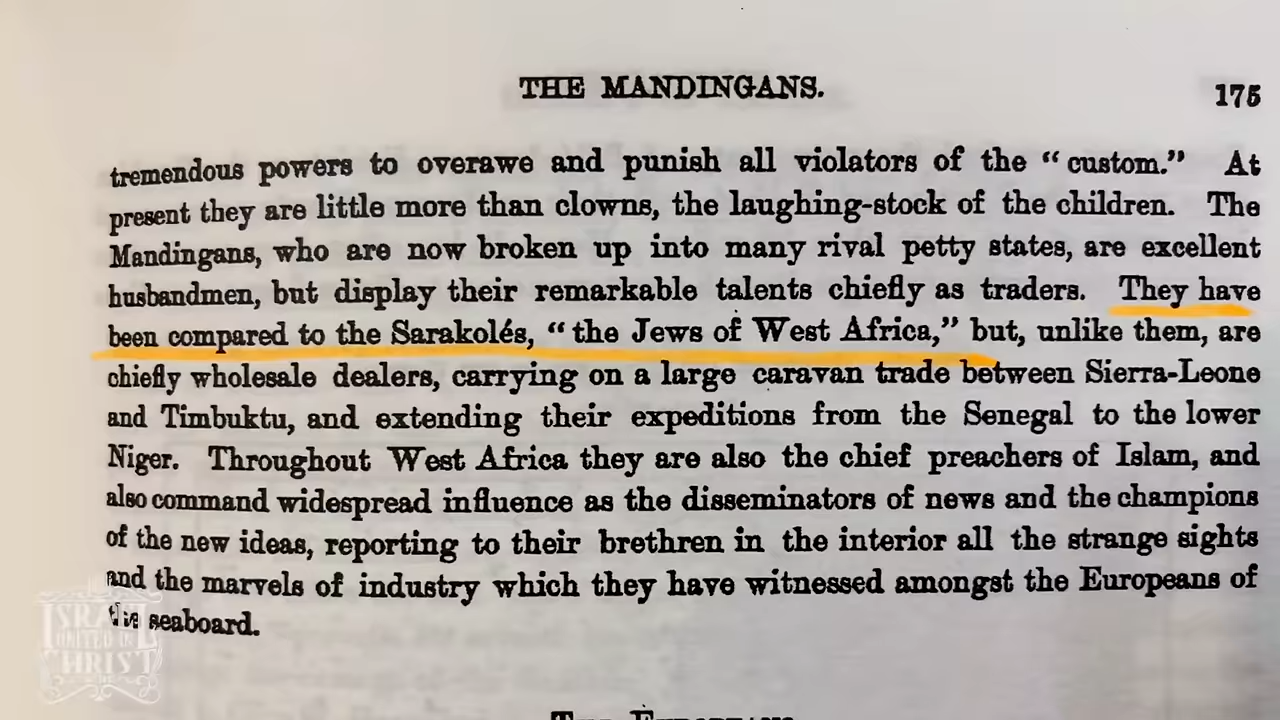 THE MANDINGANS.
175
tremendous powers to overawe and punish all violators of the “custom.” At
present they are little more than clowns, the laughing-stock of the children. The
Mandingans, who are now broken up into many rival petty states, are excellent
husbandmen, but display their remarkable talents chiefly as traders. They have
been compared to the Sarakolés, “the Jews of West Africa,” but, unlike them, are
chiefly wholesale dealers, carrying on a large caravan trade between Sierra-Leone
and Timbuktu, and extending their expeditions from the Senegal to the lower
Niger. Throughout West Africa they are also the chief preachers of Islam, and
also command widespread influence as the disseminators of news and the champions
of the new ideas, reporting to their brethren in the interior all the strange sights
and the marvels of industry which they have witnessed amongst the Europeans of
the seaboard.
ISRAEL
UNITED IN
CHRIST